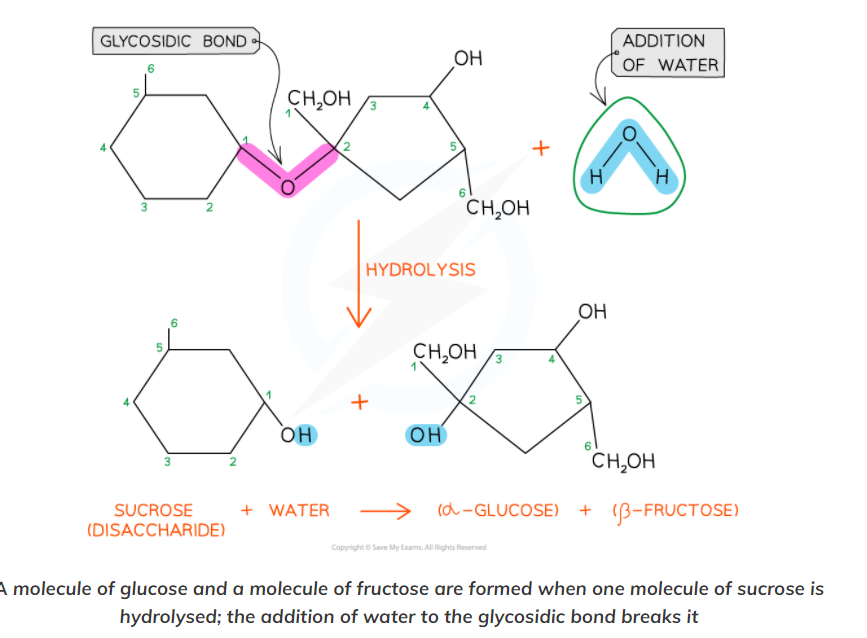 GLYCOSIDIC BOND
ADDITION
OF WATER
6
5
4
3
2
1
O
CH₂OH
1
2
3
4
5
6
OH
CH₂OH
+
O
H H
HYDROLYSIS
6
5
4
3
2
1
OH
+
CH₂OH
1
2
3
4
5
6
OH
OH
CH₂OH
SUCROSE + WATER → (α-GLUCOSE) + (β-FRUCTOSE)
(DISACCHARIDE)
Copyright © Save My Exams. All Rights Reserved
A molecule of glucose and a molecule of fructose are formed when one molecule of sucrose is
hydrolysed; the addition of water to the glycosidic bond breaks it